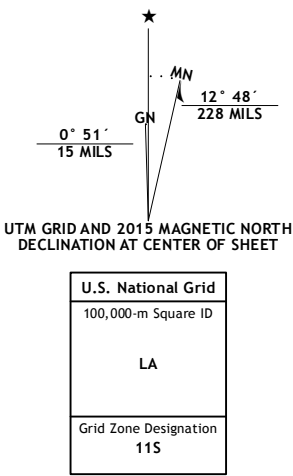 ★
MN
GN
12° 48´
228 MILS
0° 51´
15 MILS
UTM GRID AND 2015 MAGNETIC NORTH
DECLINATION AT CENTER OF SHEET
U.S. National Grid
100,000-m Square ID
LA
Grid Zone Designation
11S